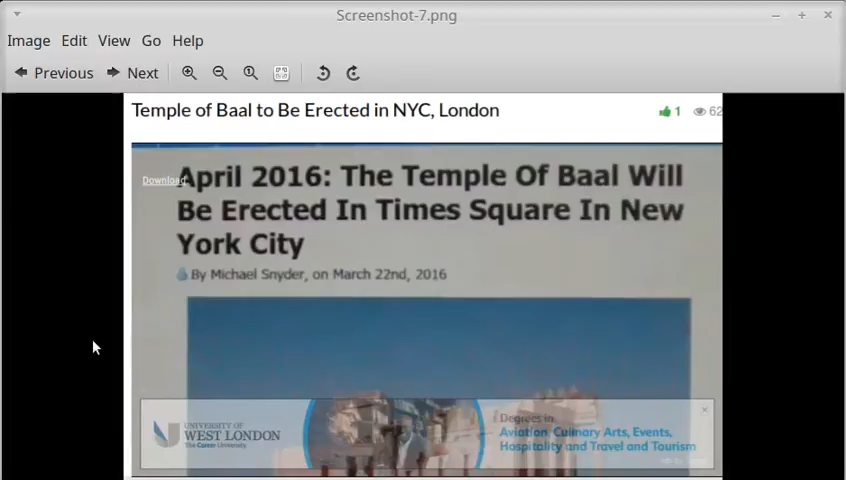 Screenshot-7.png
Image Edit View Go Help
Previous Next
Temple of Baal to Be Erected in NYC, London
1 62
Download
April 2016: The Temple Of Baal Will
Be Erected In Times Square In New
York City
By Michael Snyder, on March 22nd, 2016
UNIVERSITY OF
WEST LONDON
The Career University
Degrees in
Aviation, Culinary Arts, Events,
Hospitality and Travel and Tourism